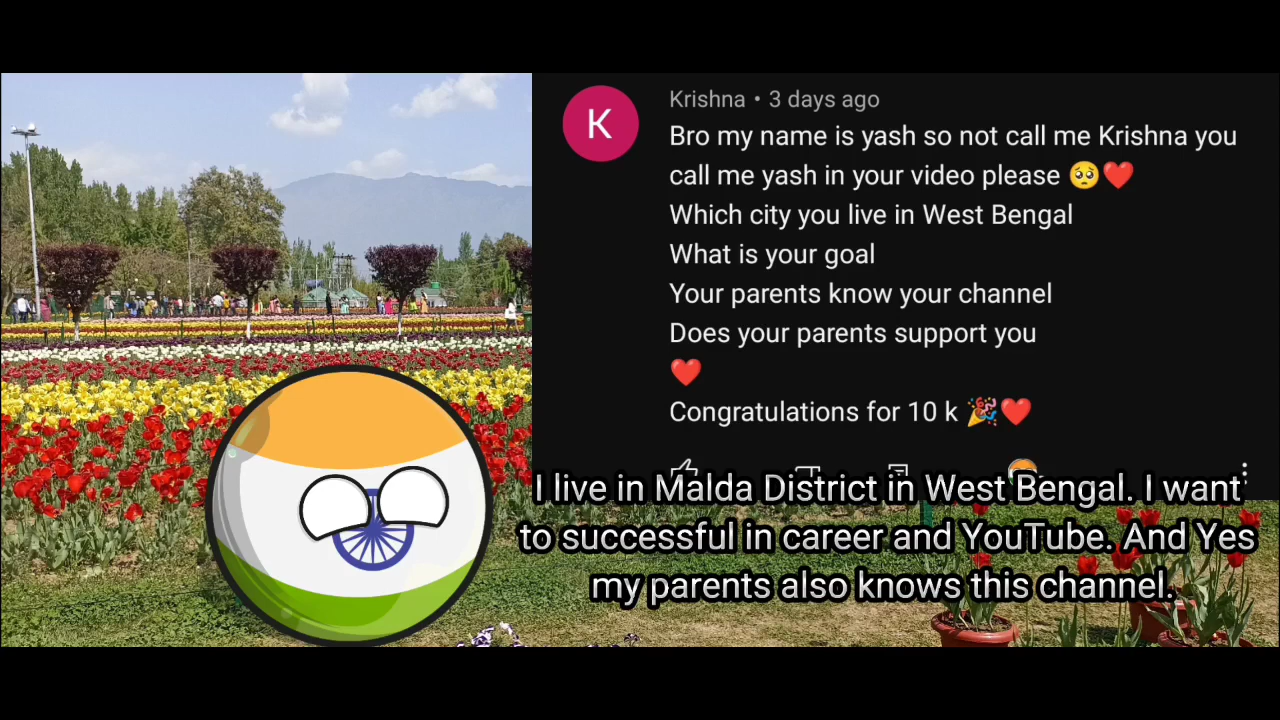 K
Krishna • 3 days ago
Bro my name is yash so not call me Krishna you
call me yash in your video please 🥺❤️
Which city you live in West Bengal
What is your goal
Your parents know your channel
Does your parents support you
❤️
Congratulations for 10 k 🎉❤️
I live in Malda District in West Bengal. I want
to successful in career and YouTube. And Yes
my parents also knows this channel.